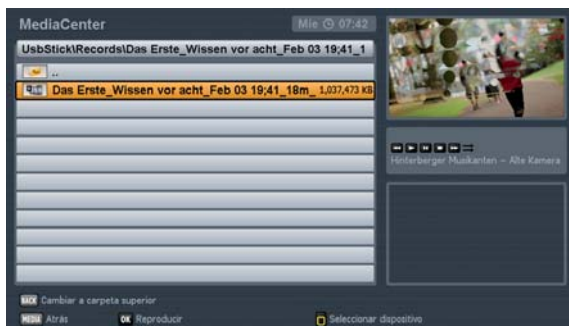 MediaCenter
Mie 07:42
UsbStick\Records\Das Erste_Wissen vor acht_Feb 03 19;41_1
..
Das Erste_Wissen vor acht_Feb 03 19;41_18m_ 1,037,473 KB
Hinterberger Musikanten – Alte Kamera
BACK Cambiar a carpeta superior
MEDIA Atrás OK Reproducir Seleccionar dispositivo